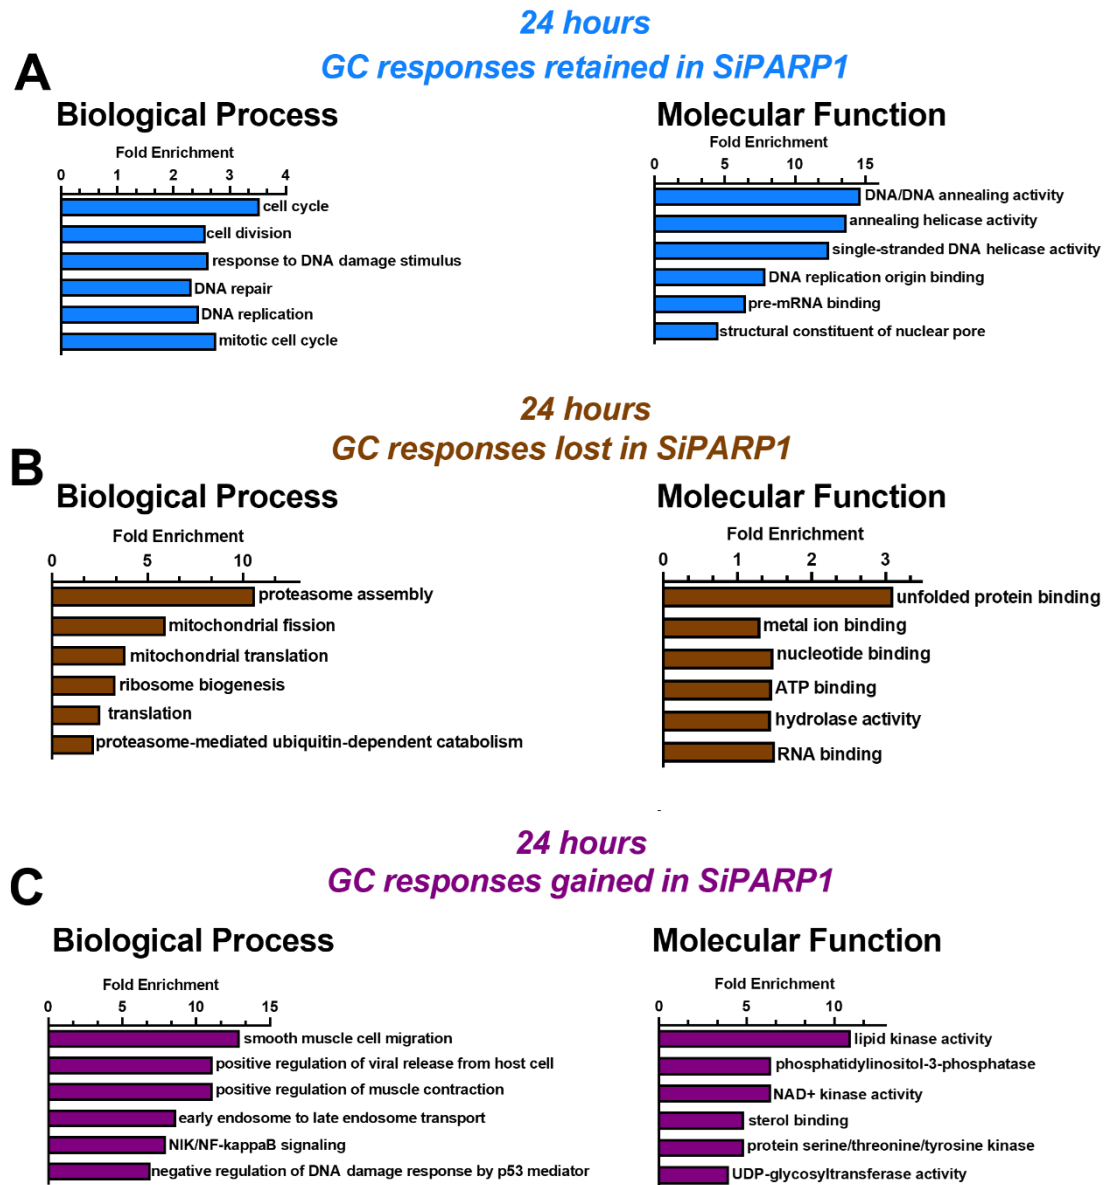 24 hours
GC responses retained in SiPARP1
A
Biological Process
Fold Enrichment
0 1 2 3 4
cell cycle
cell division
response to DNA damage stimulus
DNA repair
DNA replication
mitotic cell cycle
Molecular Function
Fold Enrichment
0 5 10 15
DNA/DNA annealing activity
annealing helicase activity
single-stranded DNA helicase activity
DNA replication origin binding
pre-mRNA binding
structural constituent of nuclear pore
24 hours
GC responses lost in SiPARP1
B
Biological Process
Fold Enrichment
0 5 10
proteasome assembly
mitochondrial fission
mitochondrial translation
ribosome biogenesis
translation
proteasome-mediated ubiquitin-dependent catabolism
Molecular Function
Fold Enrichment
0 1 2 3
unfolded protein binding
metal ion binding
nucleotide binding
ATP binding
hydrolase activity
RNA binding
24 hours
GC responses gained in SiPARP1
C
Biological Process
Fold Enrichment
0 5 10 15
smooth muscle cell migration
positive regulation of viral release from host cell
positive regulation of muscle contraction
early endosome to late endosome transport
NIK/NF-kappaB signaling
negative regulation of DNA damage response by p53 mediator
Molecular Function
Fold Enrichment
0 5 10
lipid kinase activity
phosphatidylinositol-3-phosphatase
NAD+ kinase activity
sterol binding
protein serine/threonine/tyrosine kinase
UDP-glycosyltransferase activity